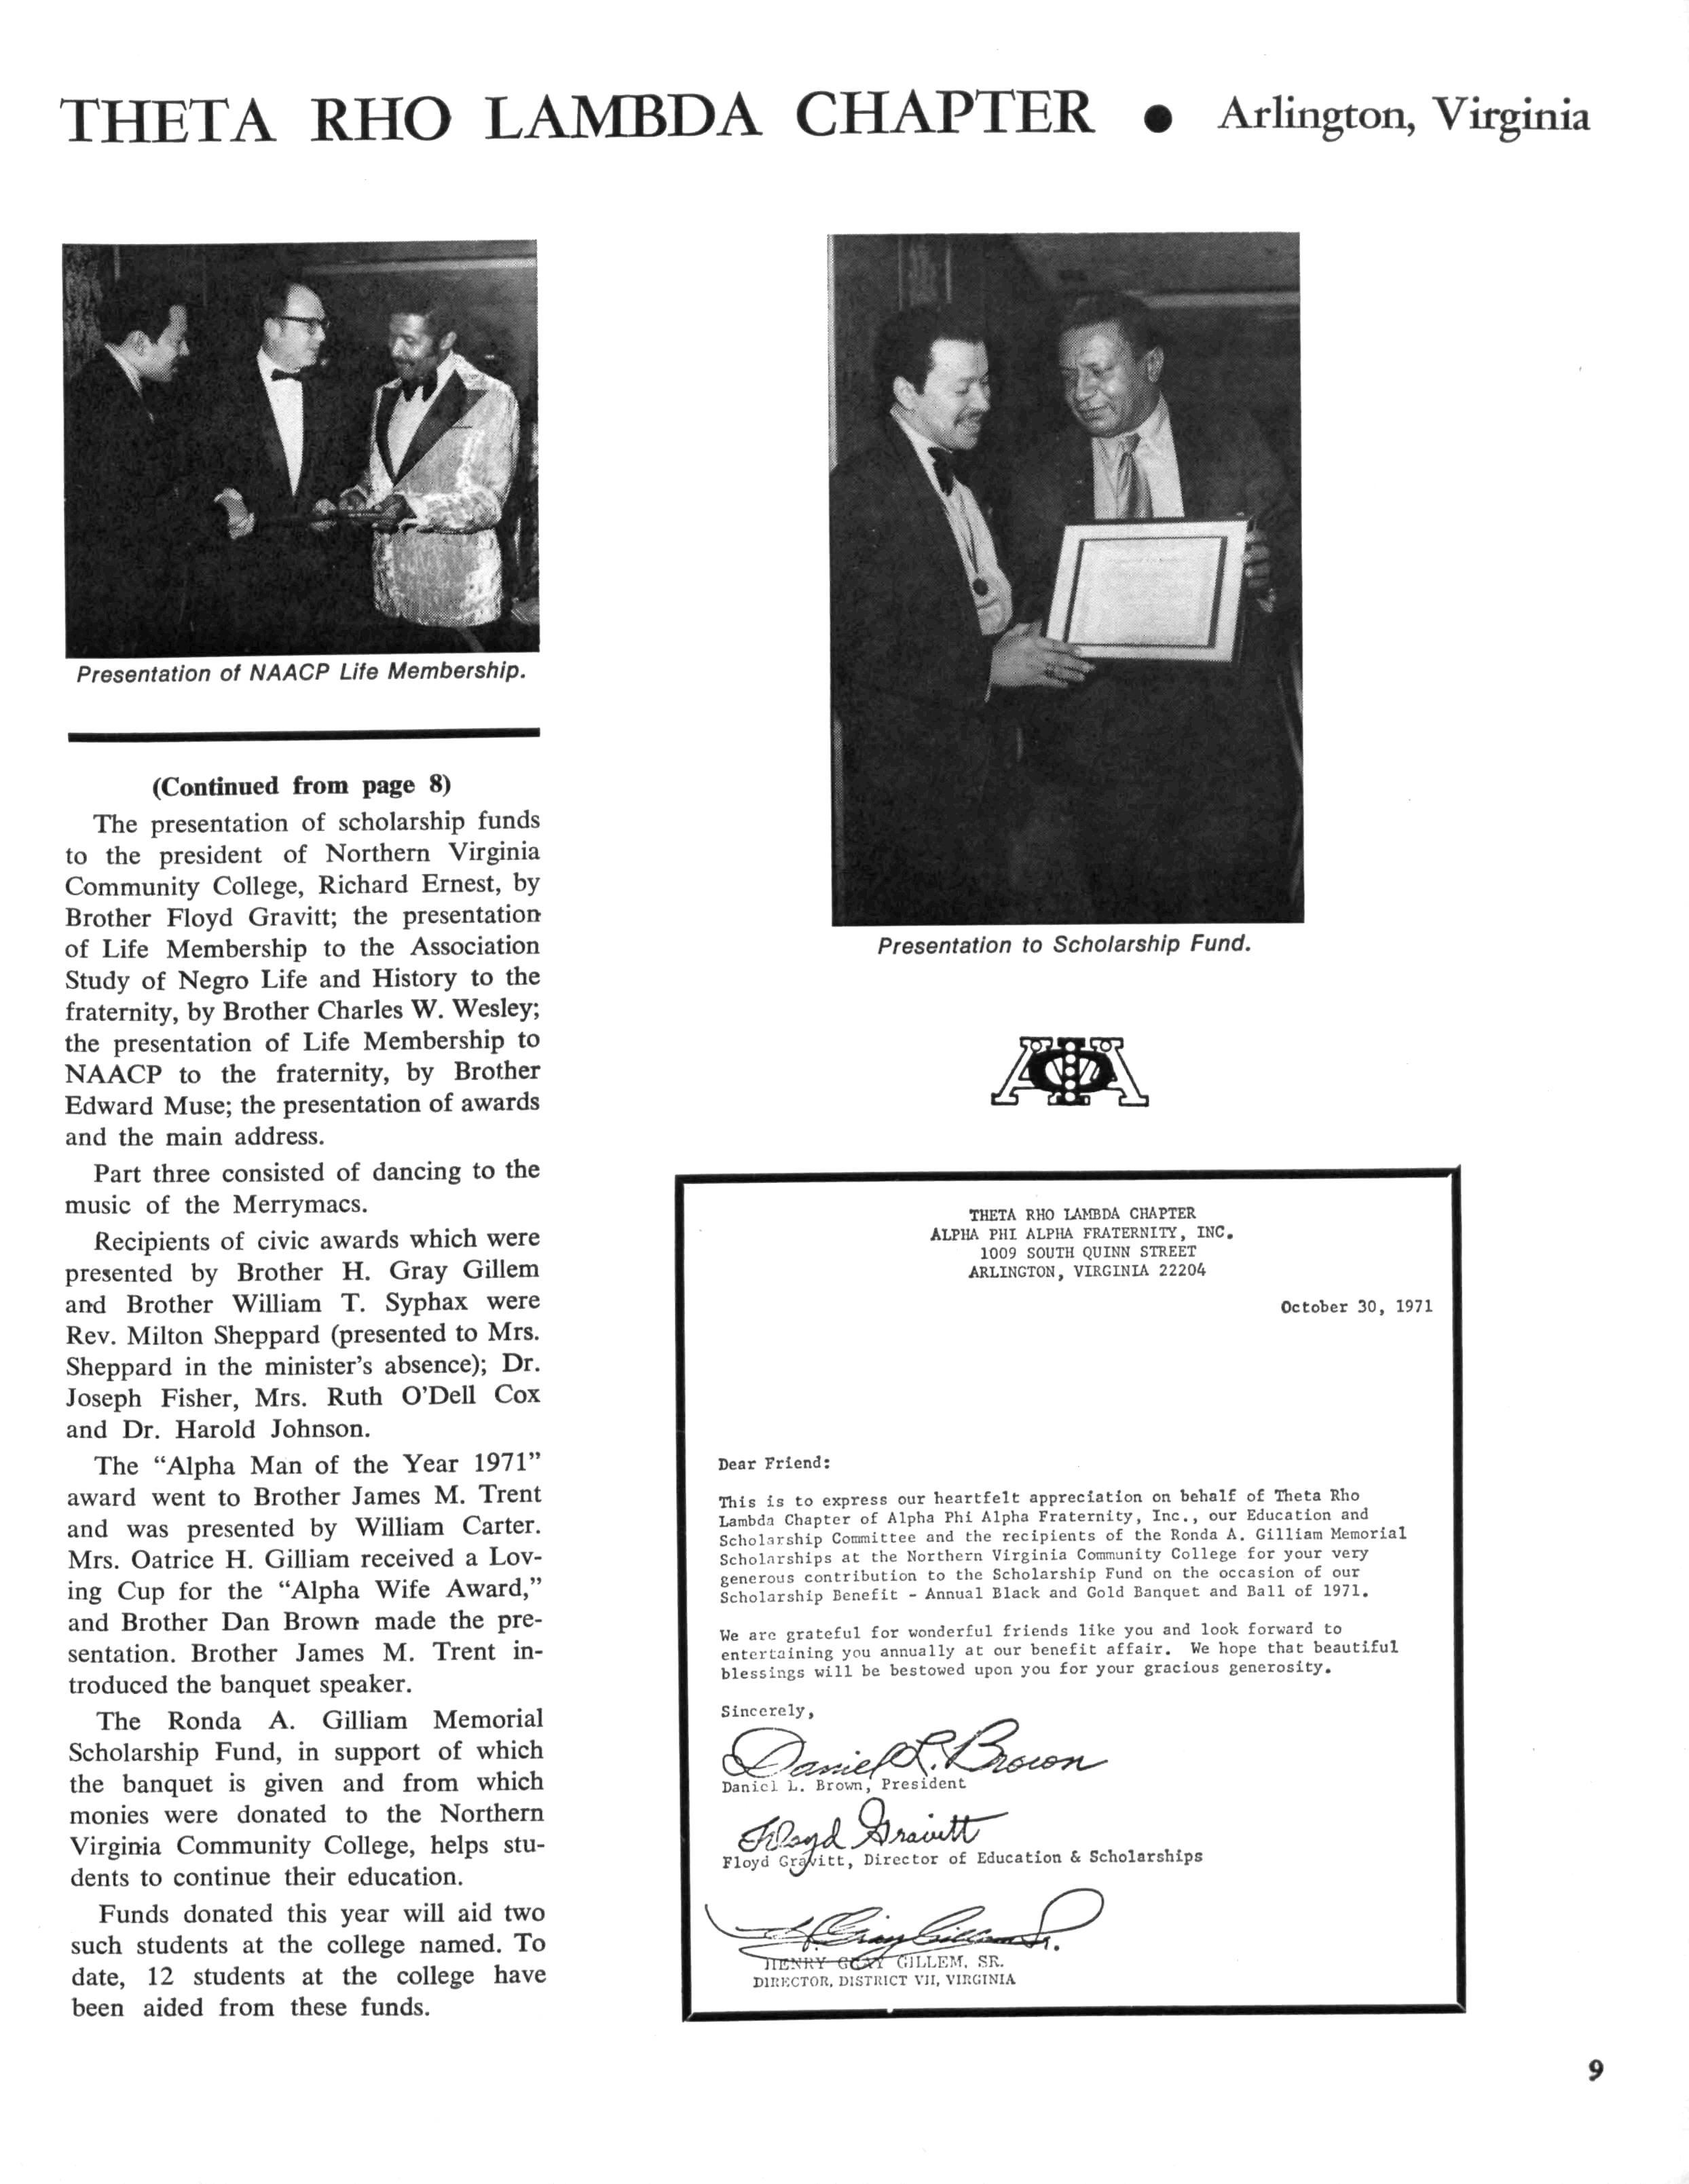 THETA RHO LAMBDA CHAPTER ● Arlington, Virginia
Presentation of NAACP Life Membership.
(Continued from page 8)
The presentation of scholarship funds
to the president of Northern Virginia
Community College, Richard Ernest, by
Brother Floyd Gravitt; the presentation
of Life Membership to the Association
Study of Negro Life and History to the
fraternity, by Brother Charles W. Wesley;
the presentation of Life Membership to
NAACP to the fraternity, by Brother
Edward Muse; the presentation of awards
and the main address.
Part three consisted of dancing to the
music of the Merrymacs.
Recipients of civic awards which were
presented by Brother H. Gray Gillem
and Brother William T. Syphax were
Rev. Milton Sheppard (presented to Mrs.
Sheppard in the minister's absence); Dr.
Joseph Fisher, Mrs. Ruth O'Dell Cox
and Dr. Harold Johnson.
The “Alpha Man of the Year 1971”
award went to Brother James M. Trent
and was presented by William Carter.
Mrs. Oatrice H. Gilliam received a Lov-
ing Cup for the “Alpha Wife Award,”
and Brother Dan Brown made the pre-
sentation. Brother James M. Trent in-
troduced the banquet speaker.
The Ronda A. Gilliam Memorial
Scholarship Fund, in support of which
the banquet is given and from which
monies were donated to the Northern
Virginia Community College, helps stu-
dents to continue their education.
Funds donated this year will aid two
such students at the college named. To
date, 12 students at the college have
been aided from these funds.
Presentation to Scholarship Fund.
ΑΦΑ
THETA RHO LAMBDA CHAPTER
ALPHA PHI ALPHA FRATERNITY, INC.
1009 SOUTH QUINN STREET
ARLINGTON, VIRGINIA 22204
October 30, 1971
Dear Friend:
This is to express our heartfelt appreciation on behalf of Theta Rho
Lambda Chapter of Alpha Phi Alpha Fraternity, Inc., our Education and
Scholarship Committee and the recipients of the Ronda A. Gilliam Memorial
Scholarships at the Northern Virginia Community College for your very
generous contribution to the Scholarship Fund on the occasion of our
Scholarship Benefit - Annual Black and Gold Banquet and Ball of 1971.
We are grateful for wonderful friends like you and look forward to
entertaining you annually at our benefit affair. We hope that beautiful
blessings will be bestowed upon you for your gracious generosity.
Sincerely,
Daniel L. Brown
Daniel L. Brown, President
Floyd Gravitt
Floyd Gravitt, Director of Education & Scholarships
H. Gray Gillem Sr.
HENRY GRAY GILLEM, SR.
DIRECTOR, DISTRICT VII, VIRGINIA
9